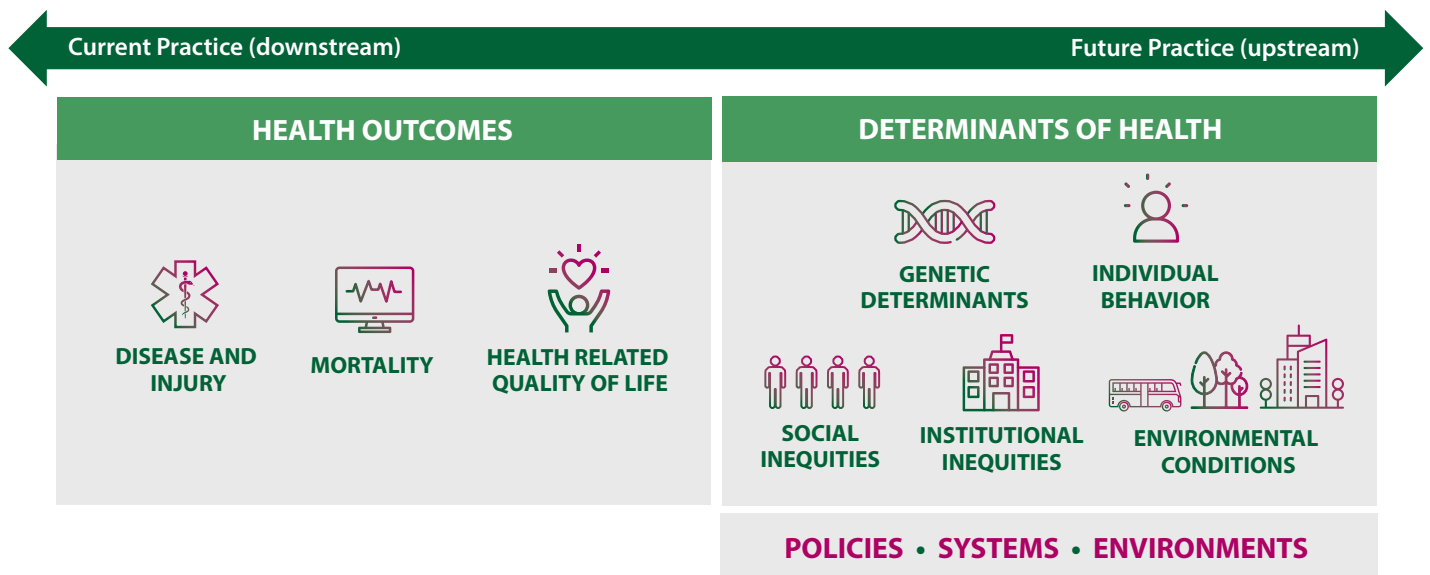 Current Practice (downstream)
Future Practice (upstream)
HEALTH OUTCOMES
DISEASE AND
INJURY
MORTALITY
HEALTH RELATED
QUALITY OF LIFE
DETERMINANTS OF HEALTH
GENETIC
DETERMINANTS
INDIVIDUAL
BEHAVIOR
SOCIAL
INEQUITIES
INSTITUTIONAL
INEQUITIES
ENVIRONMENTAL
CONDITIONS
POLICIES • SYSTEMS • ENVIRONMENTS